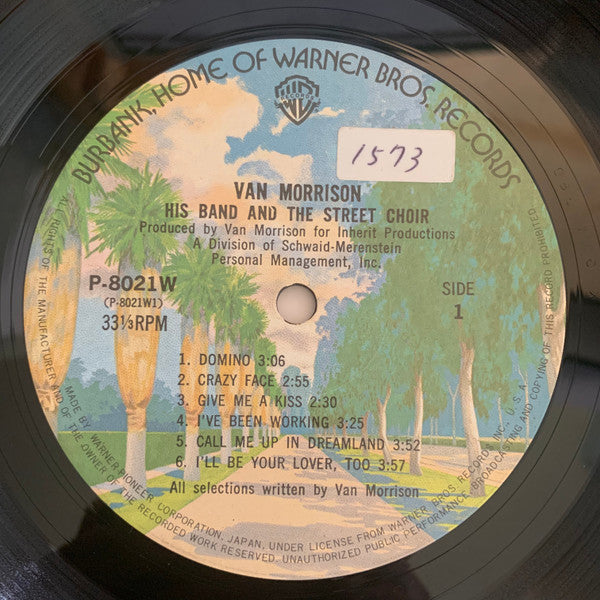 BURBANK, HOME OF WARNER BROS. RECORDS
RECORDS
1573
VAN MORRISON
HIS BAND AND THE STREET CHOIR
Produced by Van Morrison for Inherit Productions
A Division of Schwaid-Merenstein
Personal Management, Inc.
P-8021W
(P-8021W1)
33⅓RPM
SIDE
1
1. DOMINO 3:06
2. CRAZY FACE 2:55
3. GIVE ME A KISS 2:30
4. I'VE BEEN WORKING 3:25
5. CALL ME UP IN DREAMLAND 3:52
6. I'LL BE YOUR LOVER, TOO 3:57
All selections written by Van Morrison
MADE BY WARNER-PIONEER CORPORATION, JAPAN, UNDER LICENSE FROM WARNER BROS. RECORDS INC., U.S.A.
ALL RIGHTS OF THE MANUFACTURER AND OF THE OWNER OF THE RECORDED WORK RESERVED. UNAUTHORIZED PUBLIC PERFORMANCE, BROADCASTING AND COPYING OF THIS RECORD PROHIBITED